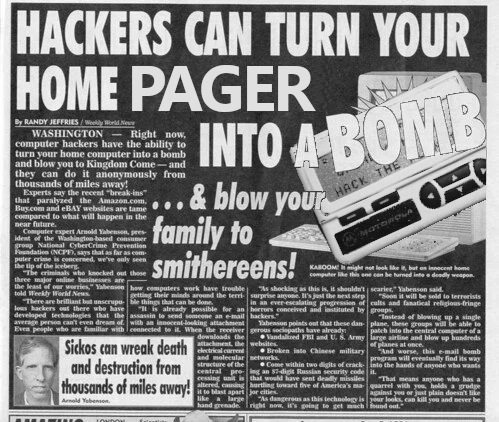 HACKERS CAN TURN YOUR
HOME PAGER
INTO A BOMB
By RANDY JEFFRIES / Weekly World News
WASHINGTON — Right now,
computer hackers have the ability to
turn your home computer into a bomb
and blow you to Kingdom Come — and
they can do it anonymously from
thousands of miles away!
Experts say the recent "break-ins"
that paralyzed the Amazon.com,
Buy.com and eBAY websites are tame
compared to what will happen in the
near future.
Computer expert Arnold Yabenson, pres-
ident of the Washington-based consumer
group National CyberCrime Prevention
Foundation (NCPF), says that as far as com-
puter crime is concerned, we've only seen
the tip of the iceberg.
"The criminals who knocked out those
three major online businesses are
the least of our worries," Yabenson
told Weekly World News.
"There are brilliant but unscrupu-
lous hackers out there who have
developed technologies that the
average person can't even dream of.
Even people who are familiar with
. . . & blow your
family to
smithereens!
HACK THE
MOTOROLA
KABOOM! It might not look like it, but an innocent home
computer like this one can be turned into a deadly weapon.
how computers work have trouble
getting their minds around the terri-
ble things that can be done.
"It is already possible for an
assassin to send someone an e-mail
with an innocent-looking attachment
connected to it. When the receiver
downloads the
attachment, the
electrical current
and molecular
structure of the
central pro-
cessing unit is
altered, causing
it to blast apart
like a large
hand grenade.
"As shocking as this is, it shouldn't
surprise anyone. It's just the next step
in an ever-escalating progression of
horrors conceived and instituted by
hackers."
Yabenson points out that these dan-
gerous sociopaths have already:
● Vandalized FBI and U.S. Army
websites.
● Broken into Chinese military
networks.
● Come within two digits of crack-
ing an 87-digit Russian security code
that would have sent deadly missiles
hurtling toward five of America's ma-
jor cities.
"As dangerous as this technology is
right now, it's going to get much
scarier," Yabenson said.
"Soon it will be sold to terrorists
cults and fanatical religious-fringe
groups.
"Instead of blowing up a single
plane, these groups will be able to
patch into the central computer of a
large airline and blow up hundreds
of planes at once.
"And worse, this e-mail bomb
program will eventually find its way
into the hands of anyone who wants
it.
"That means anyone who has a
quarrel with you, holds a grudge
against you or just plain doesn't like
your looks, can kill you and never be
found out."
Sickos can wreak death
and destruction from
thousands of miles away!
Arnold Yabenson.
AMAZING
LONDON